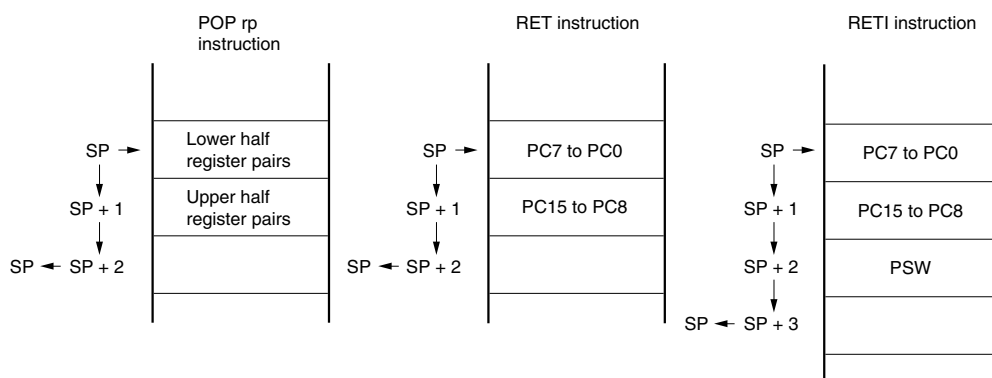 POP rp
instruction
SP
Lower half
register pairs
SP + 1
Upper half
register pairs
SP
SP + 2
RET instruction
SP
PC7 to PC0
SP + 1
PC15 to PC8
SP
SP + 2
RETI instruction
SP
PC7 to PC0
SP + 1
PC15 to PC8
SP + 2
PSW
SP
SP + 3